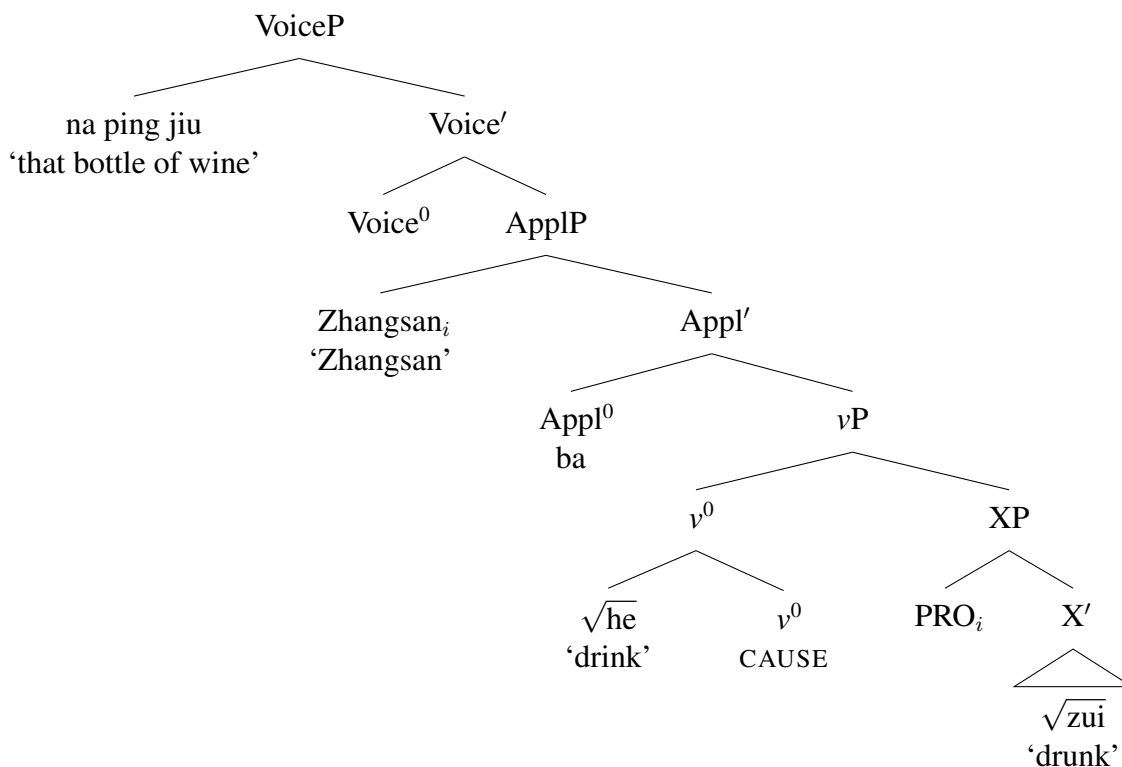 VoiceP
na ping jiu
‘that bottle of wine’
Voice′
Voice⁰
ApplP
Zhangsanᵢ
‘Zhangsan’
Appl′
Appl⁰
ba
vP
v⁰
XP
√he
‘drink’
v⁰
CAUSE
PROᵢ
X′
√zui
‘drunk’